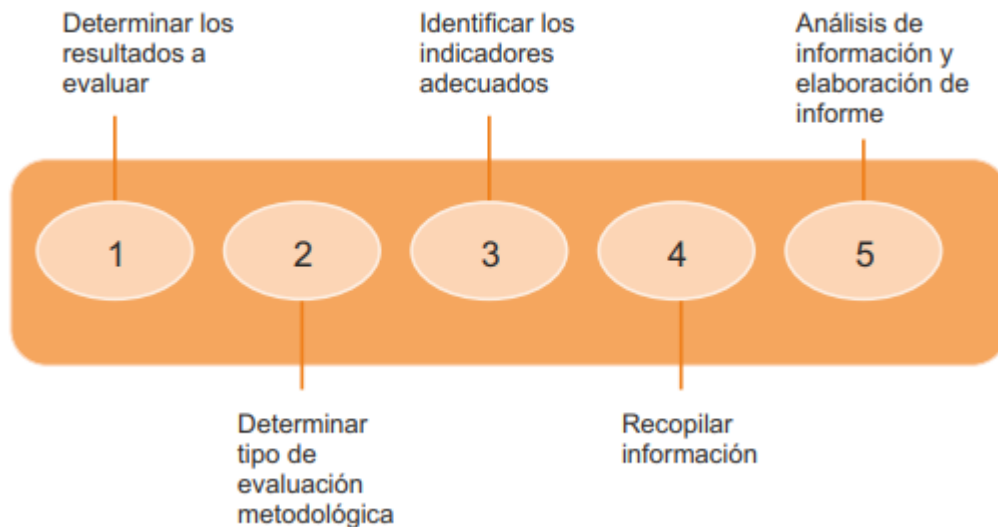 Determinar los
resultados a
evaluar
Identificar los
indicadores
adecuados
Análisis de
información y
elaboración de
informe
1
2
3
4
5
Determinar
tipo de
evaluación
metodológica
Recopilar
información